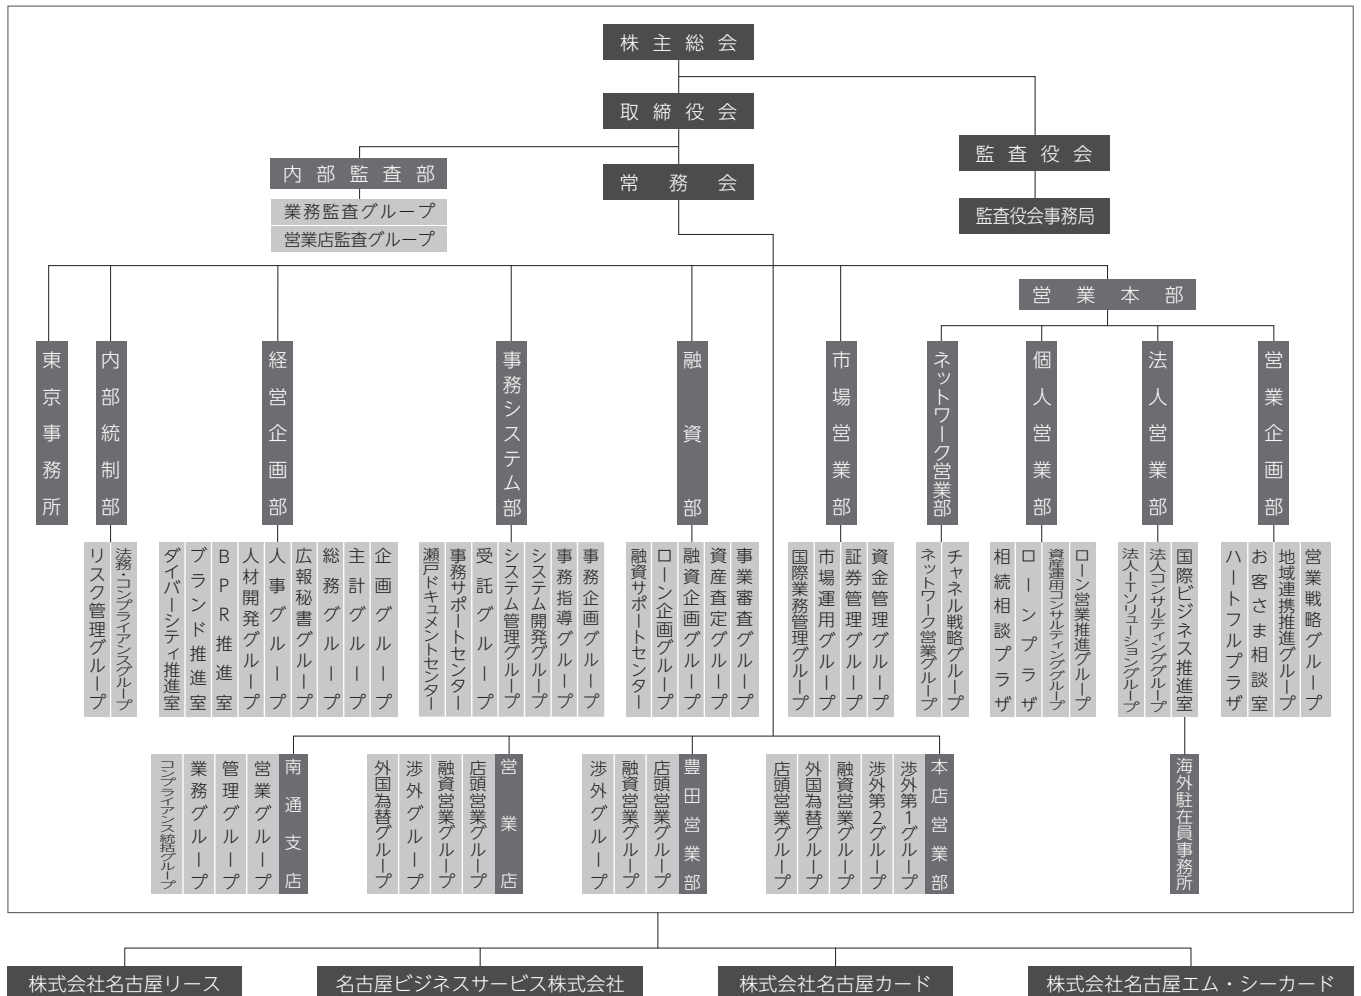 株主総会
取締役会
監査役会
内部監査部
常務会
業務監査グループ
営業店監査グループ
監査役会事務局
営業本部
東京事務所
内部統制部
経営企画部
事務システム部
融資部
市場営業部
ネットワーク営業部
個人営業部
法人営業部
営業企画部
リスク管理グループ
法務・コンプライアンスグループ
ダイバーシティ推進室
ブランド推進室
BPR推進室
人材開発グループ
人事グループ
広報秘書グループ
総務グループ
主計グループ
企画グループ
瀬戸ドキュメントセンター
事務サポートセンター
受託グループ
システム管理グループ
システム開発グループ
事務指導グループ
事務企画グループ
融資サポートセンター
ローン企画グループ
融資企画グループ
資産査定グループ
事業審査グループ
国際業務管理グループ
市場運用グループ
証券管理グループ
資金管理グループ
ネットワーク営業グループ
チャネル戦略グループ
相続相談プラザ
ローンプラザ
資産運用コンサルティンググループ
ローン営業推進グループ
法人ITソリューショングループ
法人コンサルティンググループ
国際ビジネス推進室
ハートフルプラザ
お客さま相談室
地域連携推進グループ
営業戦略グループ
コンプライアンス統括グループ
業務グループ
管理グループ
営業グループ
南通支店
外国為替グループ
渉外グループ
融資営業グループ
店頭営業グループ
営業店
渉外グループ
融資営業グループ
店頭営業グループ
豊田営業部
店頭営業グループ
外国為替グループ
融資営業グループ
渉外第2グループ
渉外第1グループ
本店営業部
海外駐在員事務所
株式会社名古屋リース
名古屋ビジネスサービス株式会社
株式会社名古屋カード
株式会社名古屋エム・シーカード